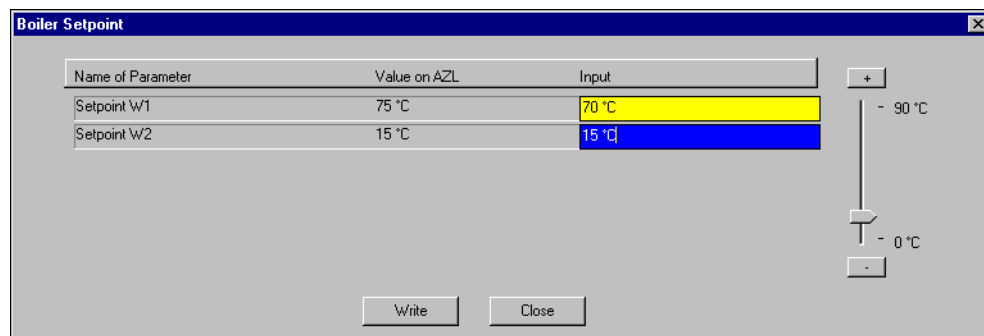 Boiler Setpoint
Name of Parameter Value on AZL Input +
Setpoint W1 75 °C 70 °C - 90 °C
Setpoint W2 15 °C 15 °C
- 0 °C
-
Write Close